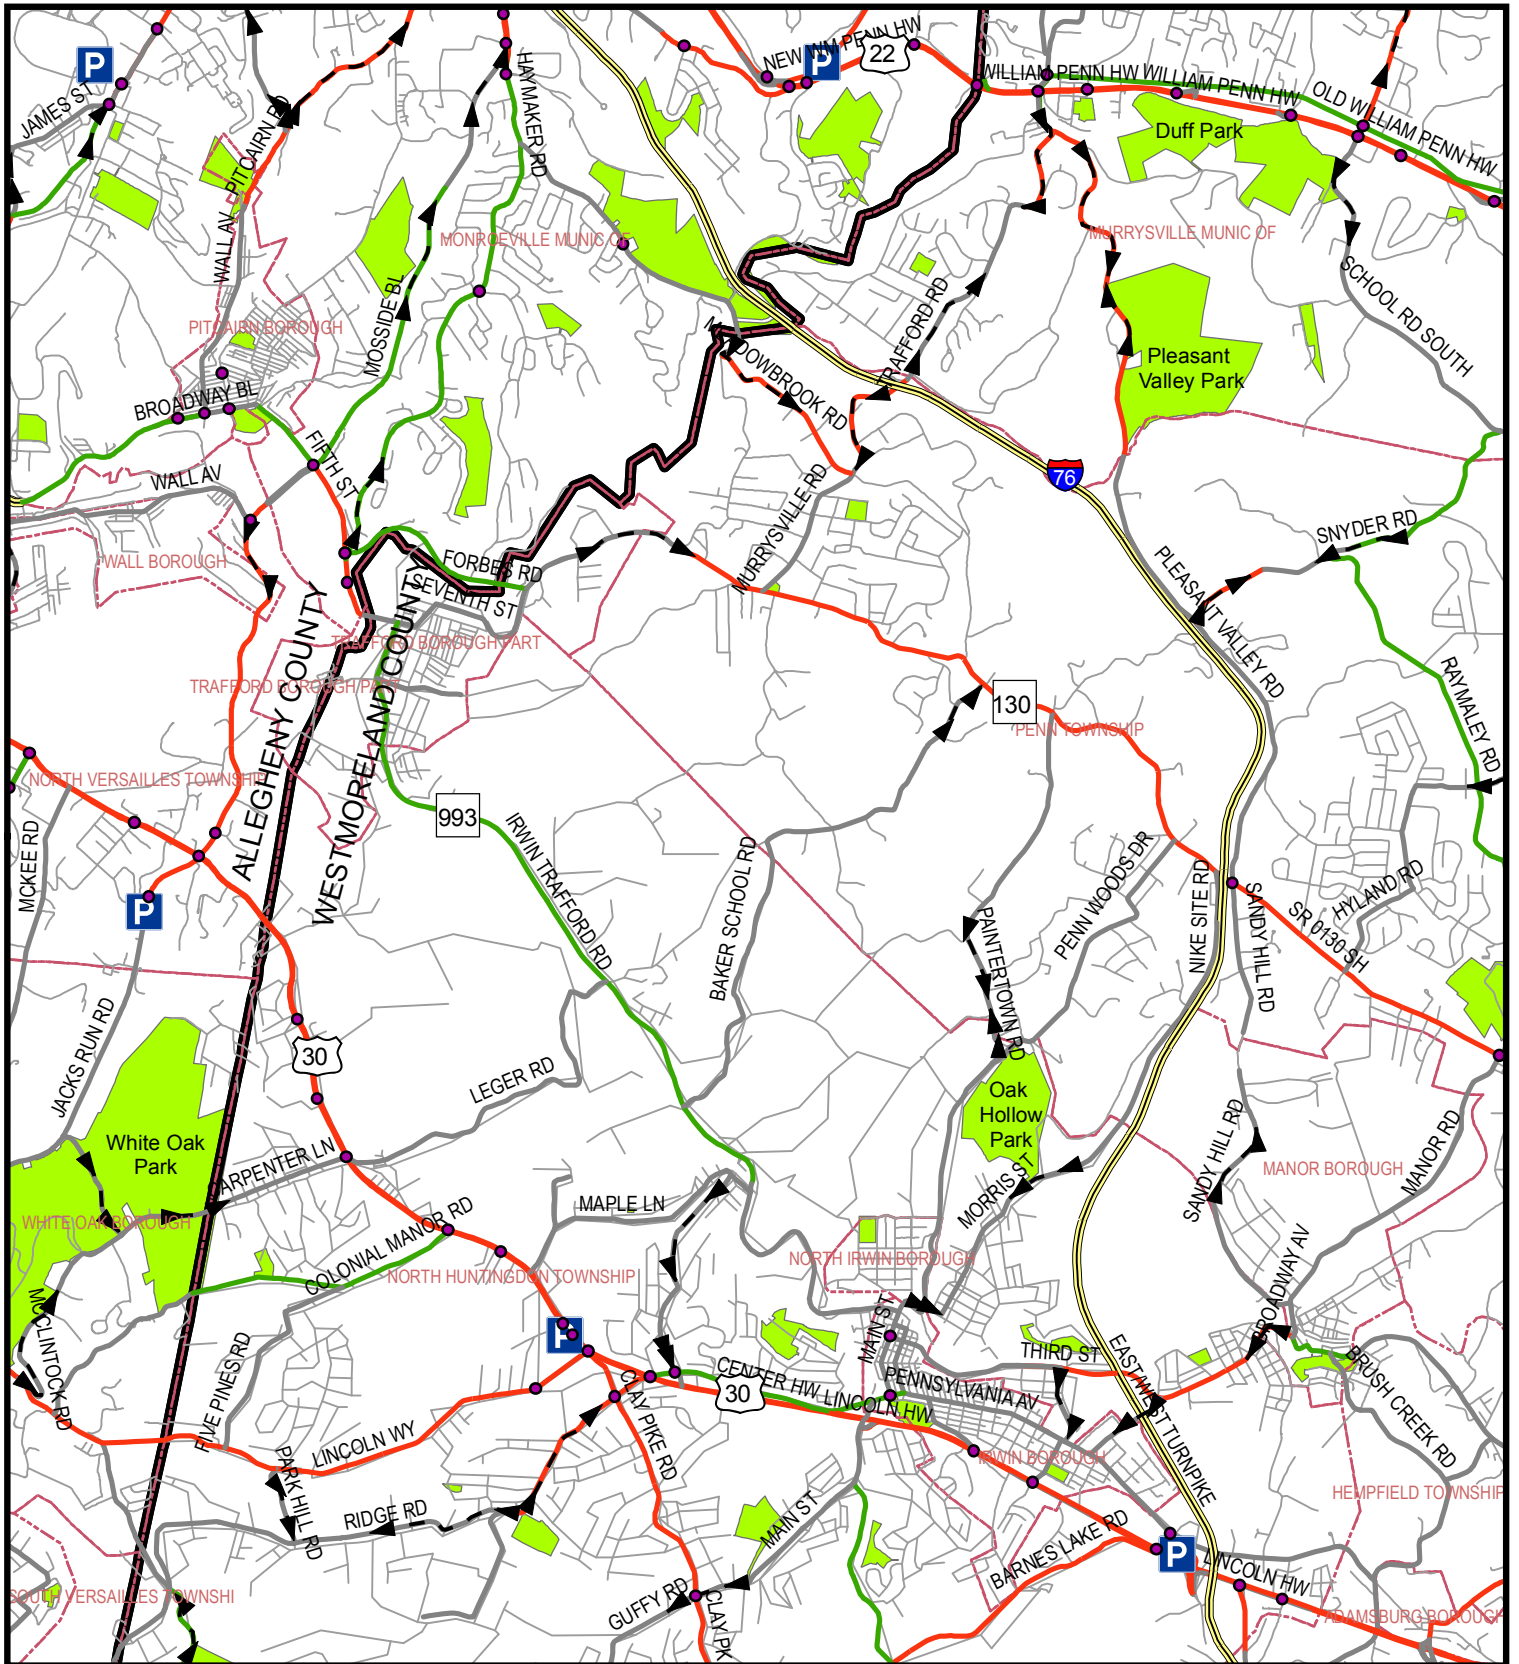 P
JAMES ST
PITCAIRN RD
HAYMAKER RD
NEW WM PENN HW
P
22
WILLIAM PENN HW
WILLIAM PENN HW
OLD WILLIAM PENN HW
Duff Park
WALL AV
MONROEVILLE MUNIC OF
MURRYSVILLE MUNIC OF
SCHOOL RD SOUTH
PITCAIRN BOROUGH
MOSSIDE BL
TRAFFORD RD
MEADOWBROOK RD
Pleasant
Valley Park
BROADWAY BL
FIFTH ST
WALL AV
76
MURRYSVILLE RD
SNYDER RD
WALL BOROUGH
FORBES RD
SEVENTH ST
PLEASANT VALLEY RD
TRAFFORD BOROUGH PART
TRAFFORD BOROUGH PART
ALLEGHENY COUNTY
WESTMORELAND COUNTY
130
PENN TOWNSHIP
RAYMALEY RD
NORTH VERSAILLES TOWNSHIP
993
IRWIN TRAFFORD RD
MCKEE RD
P
BAKER SCHOOL RD
PAINTERTOWN RD
PENN WOODS DR
NIKE SITE RD
SANDY HILL RD
SR 0130 SH
HYLAND RD
JACKS RUN RD
30
LEGER RD
Oak
Hollow
Park
White Oak
Park
CARPENTER LN
MAPLE LN
MORRIS ST
SANDY HILL RD
MANOR BOROUGH
MANOR RD
WHITE OAK BOROUGH
COLONIAL MANOR RD
NORTH HUNTINGDON TOWNSHIP
NORTH IRWIN BOROUGH
BROADWAY AV
MCCLINTOCK RD
P
MAIN ST
THIRD ST
EAST/WEST TURNPIKE
BRUSH CREEK RD
FIVE PINES RD
CLAY PIKE RD
CENTER HW
30
LINCOLN HW
PENNSYLVANIA AV
LINCOLN WY
IRWIN BOROUGH
PARK HILL RD
RIDGE RD
MAIN ST
HEMPFIELD TOWNSHIP
BARNES LAKE RD
P
LINCOLN HW
SOUTH VERSAILLES TOWNSHI
GUFFY RD
CLAY PK
ADAMSBURG BOROUGH